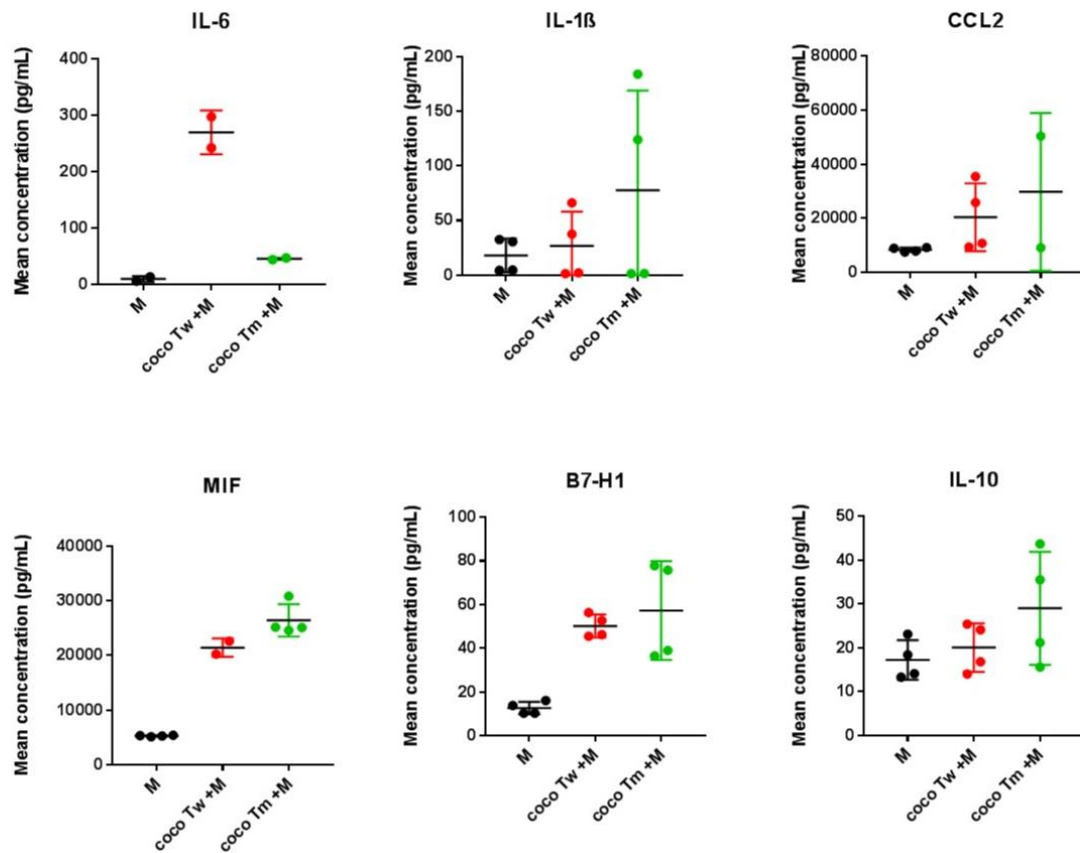 IL-6
Mean concentration (pg/mL)
400
300
200
100
0
M
coco Tw +M
coco Tm +M
IL-1ß
Mean concentration (pg/mL)
200
150
100
50
0
M
coco Tw +M
coco Tm +M
CCL2
Mean concentration (pg/mL)
80000
60000
40000
20000
0
M
coco Tw +M
coco Tm +M
MIF
Mean concentration (pg/mL)
40000
30000
20000
10000
0
M
coco Tw +M
coco Tm +M
B7-H1
Mean concentration (pg/mL)
100
80
60
40
20
0
M
coco Tw +M
coco Tm +M
IL-10
Mean concentration (pg/mL)
50
40
30
20
10
0
M
coco Tw +M
coco Tm +M